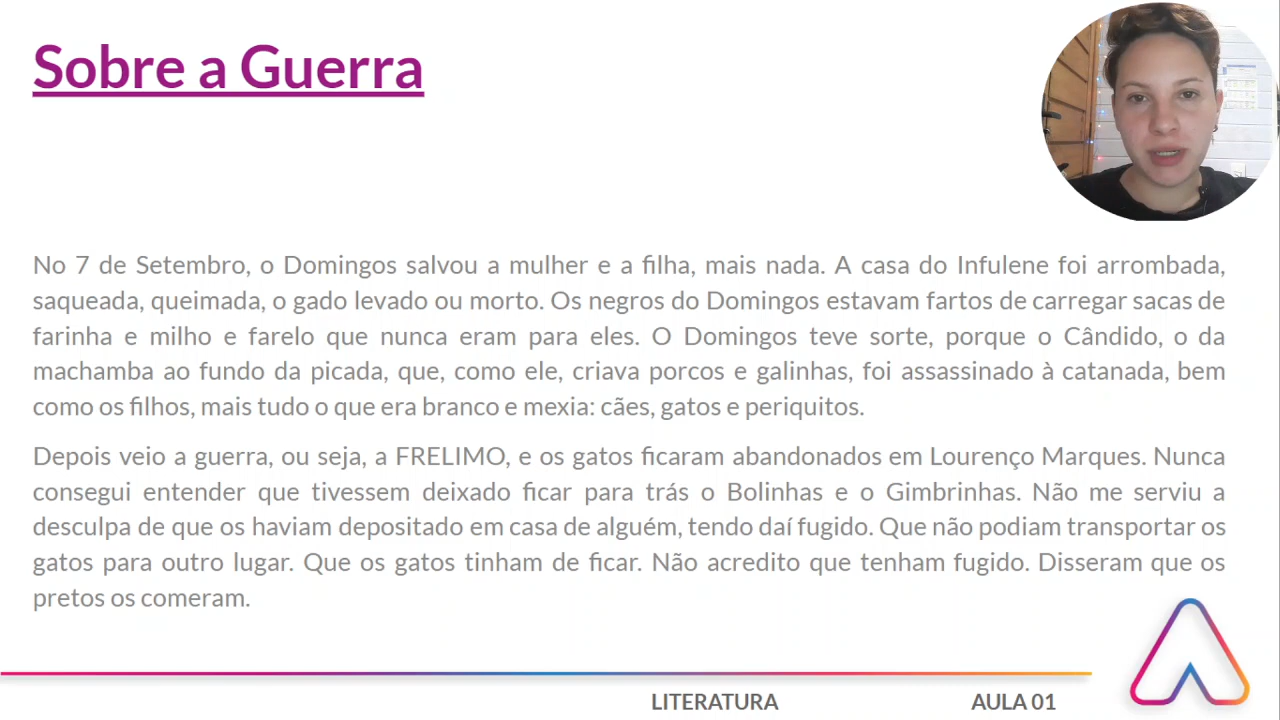 Sobre a Guerra
No 7 de Setembro, o Domingos salvou a mulher e a filha, mais nada. A casa do Infulene foi arrombada,
saqueada, queimada, o gado levado ou morto. Os negros do Domingos estavam fartos de carregar sacas de
farinha e milho e farelo que nunca eram para eles. O Domingos teve sorte, porque o Cândido, o da
machamba ao fundo da picada, que, como ele, criava porcos e galinhas, foi assassinado à catanada, bem
como os filhos, mais tudo o que era branco e mexia: cães, gatos e periquitos.
Depois veio a guerra, ou seja, a FRELIMO, e os gatos ficaram abandonados em Lourenço Marques. Nunca
consegui entender que tivessem deixado ficar para trás o Bolinhas e o Gimbrinhas. Não me serviu a
desculpa de que os haviam depositado em casa de alguém, tendo daí fugido. Que não podiam transportar os
gatos para outro lugar. Que os gatos tinham de ficar. Não acredito que tenham fugido. Disseram que os
pretos os comeram.
LITERATURA AULA 01